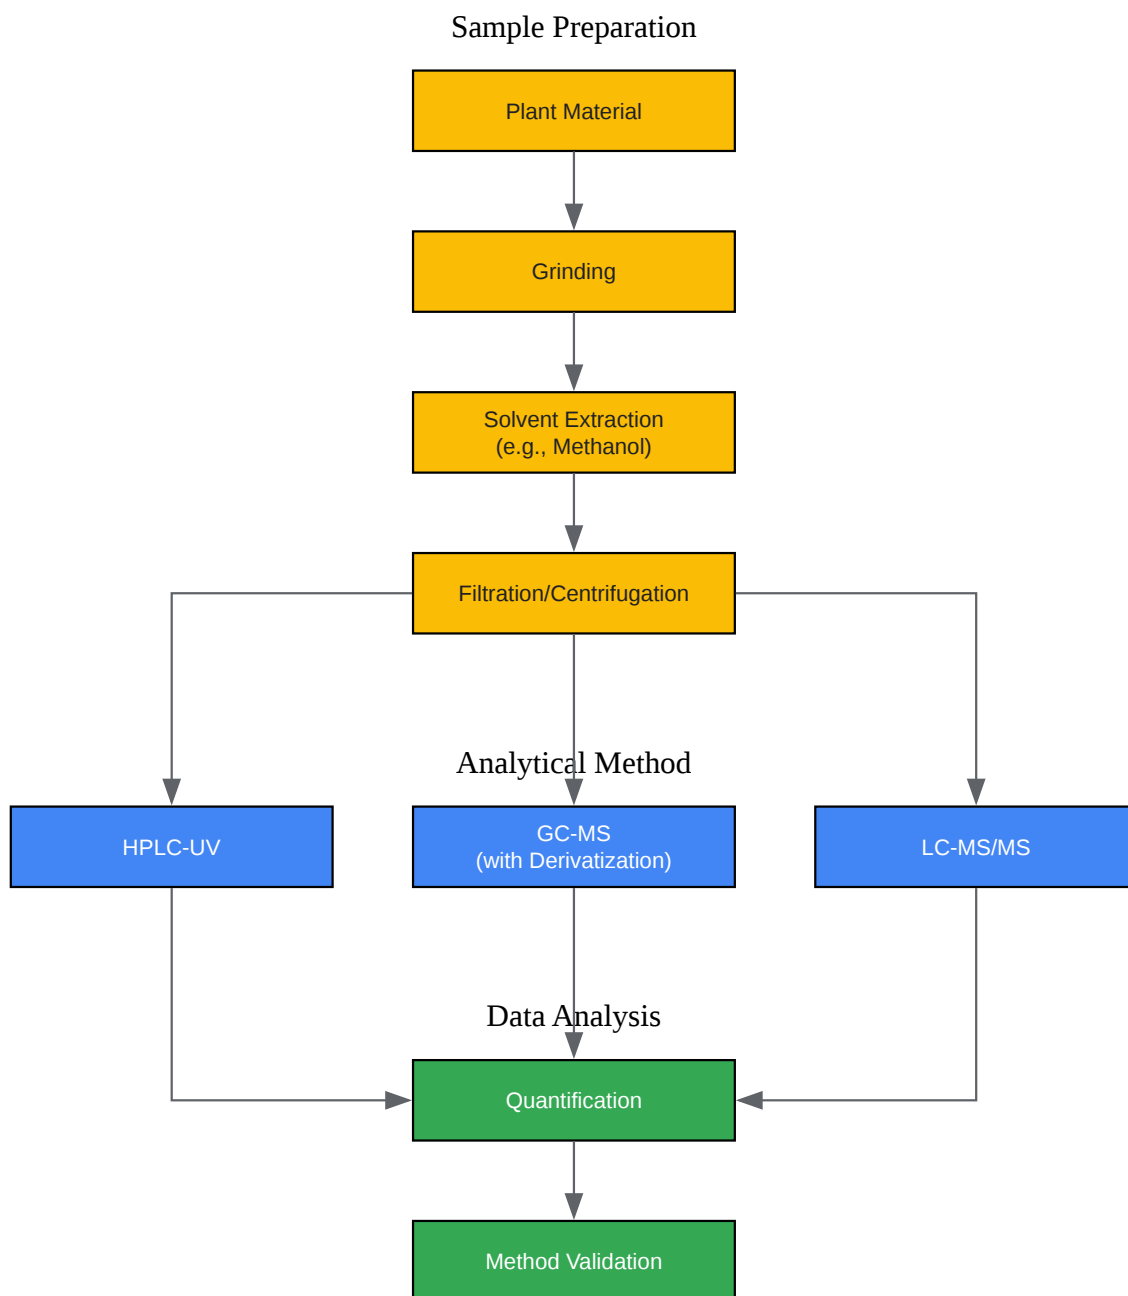 Sample Preparation
Plant Material
Grinding
Solvent Extraction
(e.g., Methanol)
Filtration/Centrifugation
Analytical Method
HPLC-UV
GC-MS
(with Derivatization)
LC-MS/MS
Data Analysis
Quantification
Method Validation